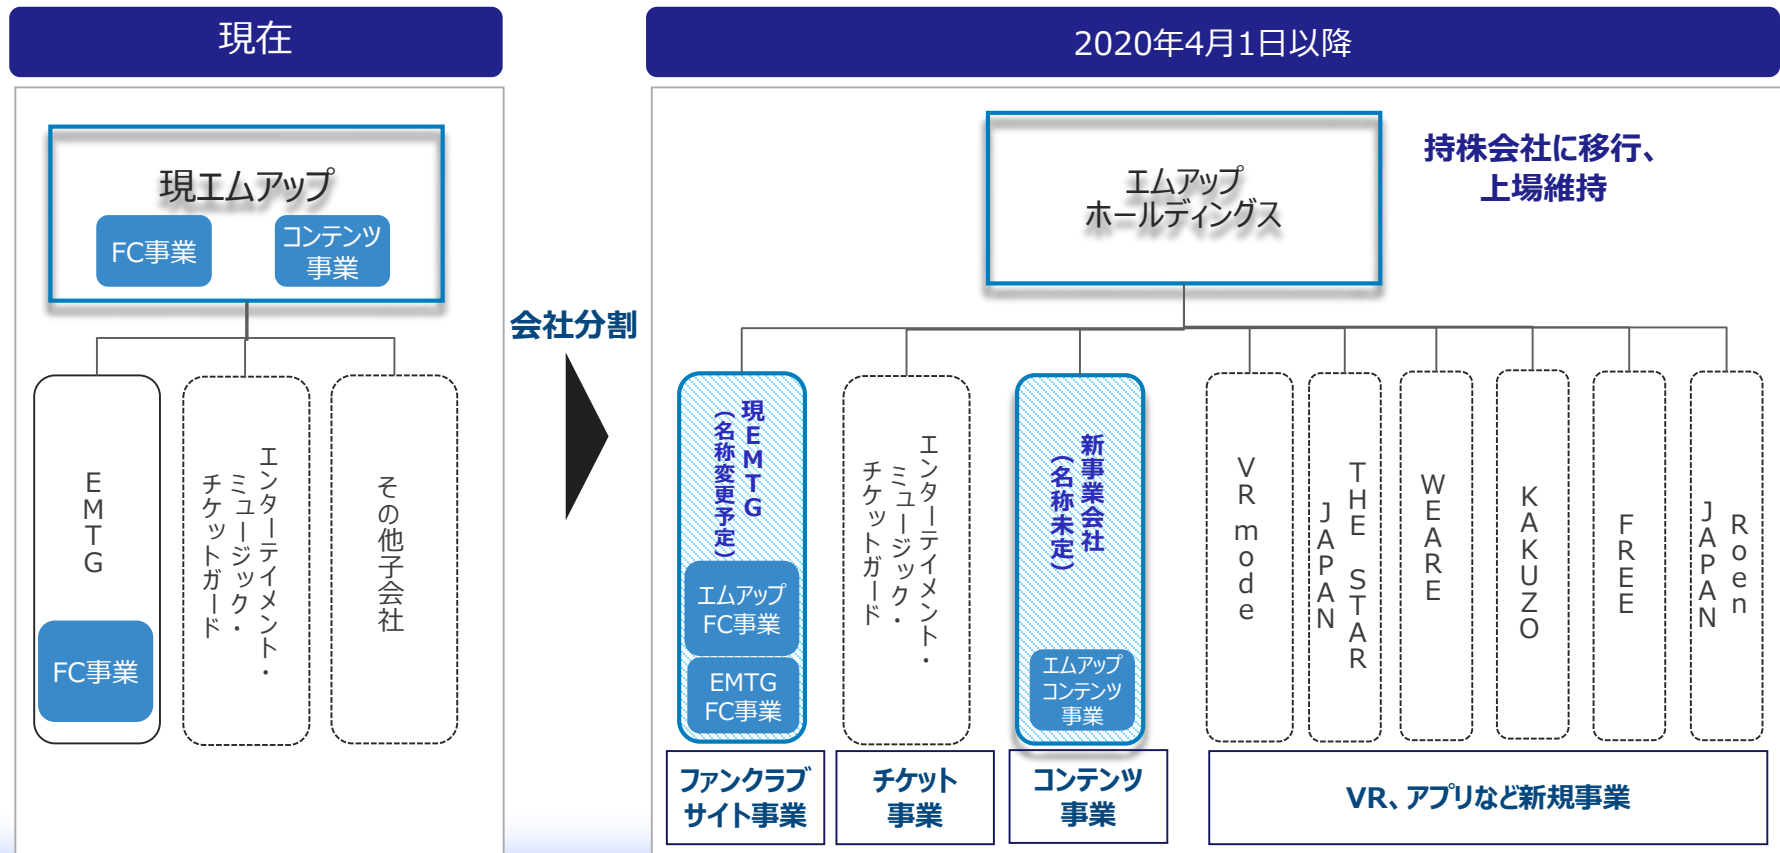 現在
現エムアップ
FC事業
コンテンツ
事業
EMTG
FC事業
エンターテイメント・
ミュージック・
チケットガード
その他子会社
会社分割
2020年4月1日以降
エムアップ
ホールディングス
持株会社に移行、
上場維持
現EMTG
（名称変更予定）
エムアップ
FC事業
EMTG
FC事業
エンターテイメント・
ミュージック・
チケットガード
新事業会社
（名称未定）
エムアップ
コンテンツ
事業
VR mode
THE STAR
JAPAN
WEARE
KAKUZO
FREE
Roen
JAPAN
ファンクラブ
サイト事業
チケット
事業
コンテンツ
事業
VR、アプリなど新規事業